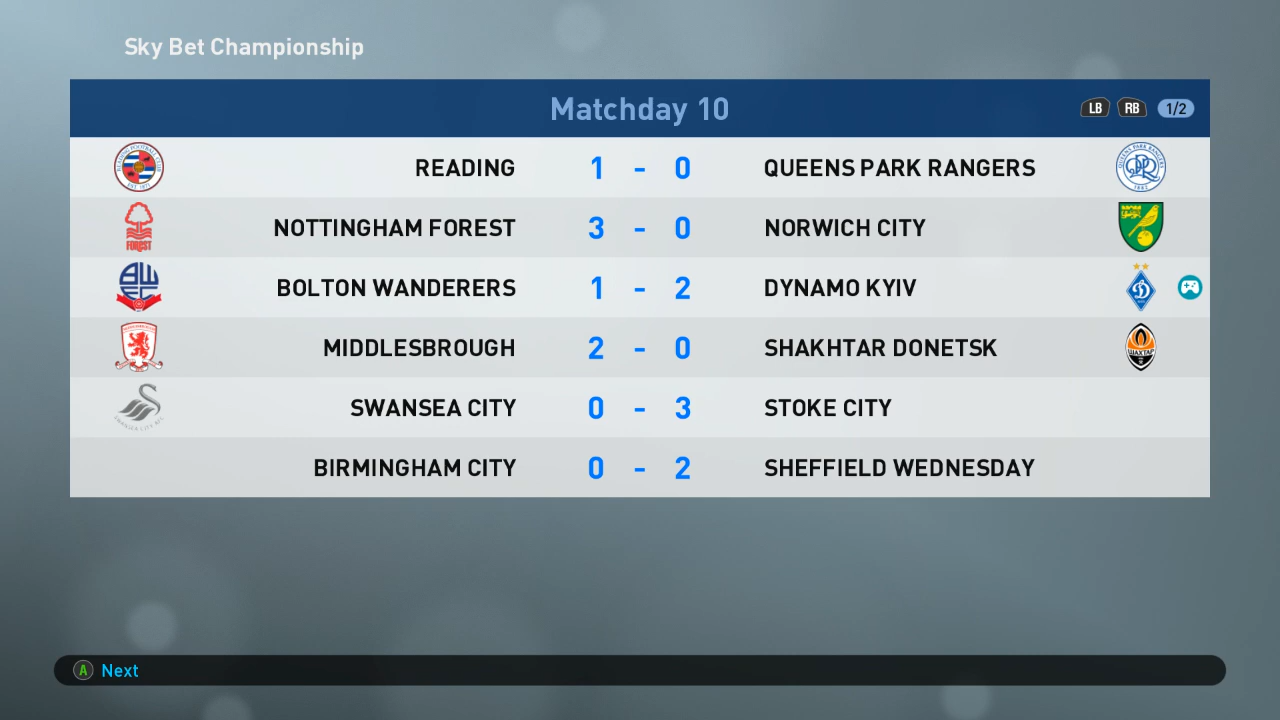 Sky Bet Championship
Matchday 10 LB RB 1/2
READING 1 - 0 QUEENS PARK RANGERS
NOTTINGHAM FOREST 3 - 0 NORWICH CITY
FOREST
BOLTON WANDERERS 1 - 2 DYNAMO KYIV
MIDDLESBROUGH 2 - 0 SHAKHTAR DONETSK
ШАХТАР
SWANSEA CITY 0 - 3 STOKE CITY
BIRMINGHAM CITY 0 - 2 SHEFFIELD WEDNESDAY
A Next